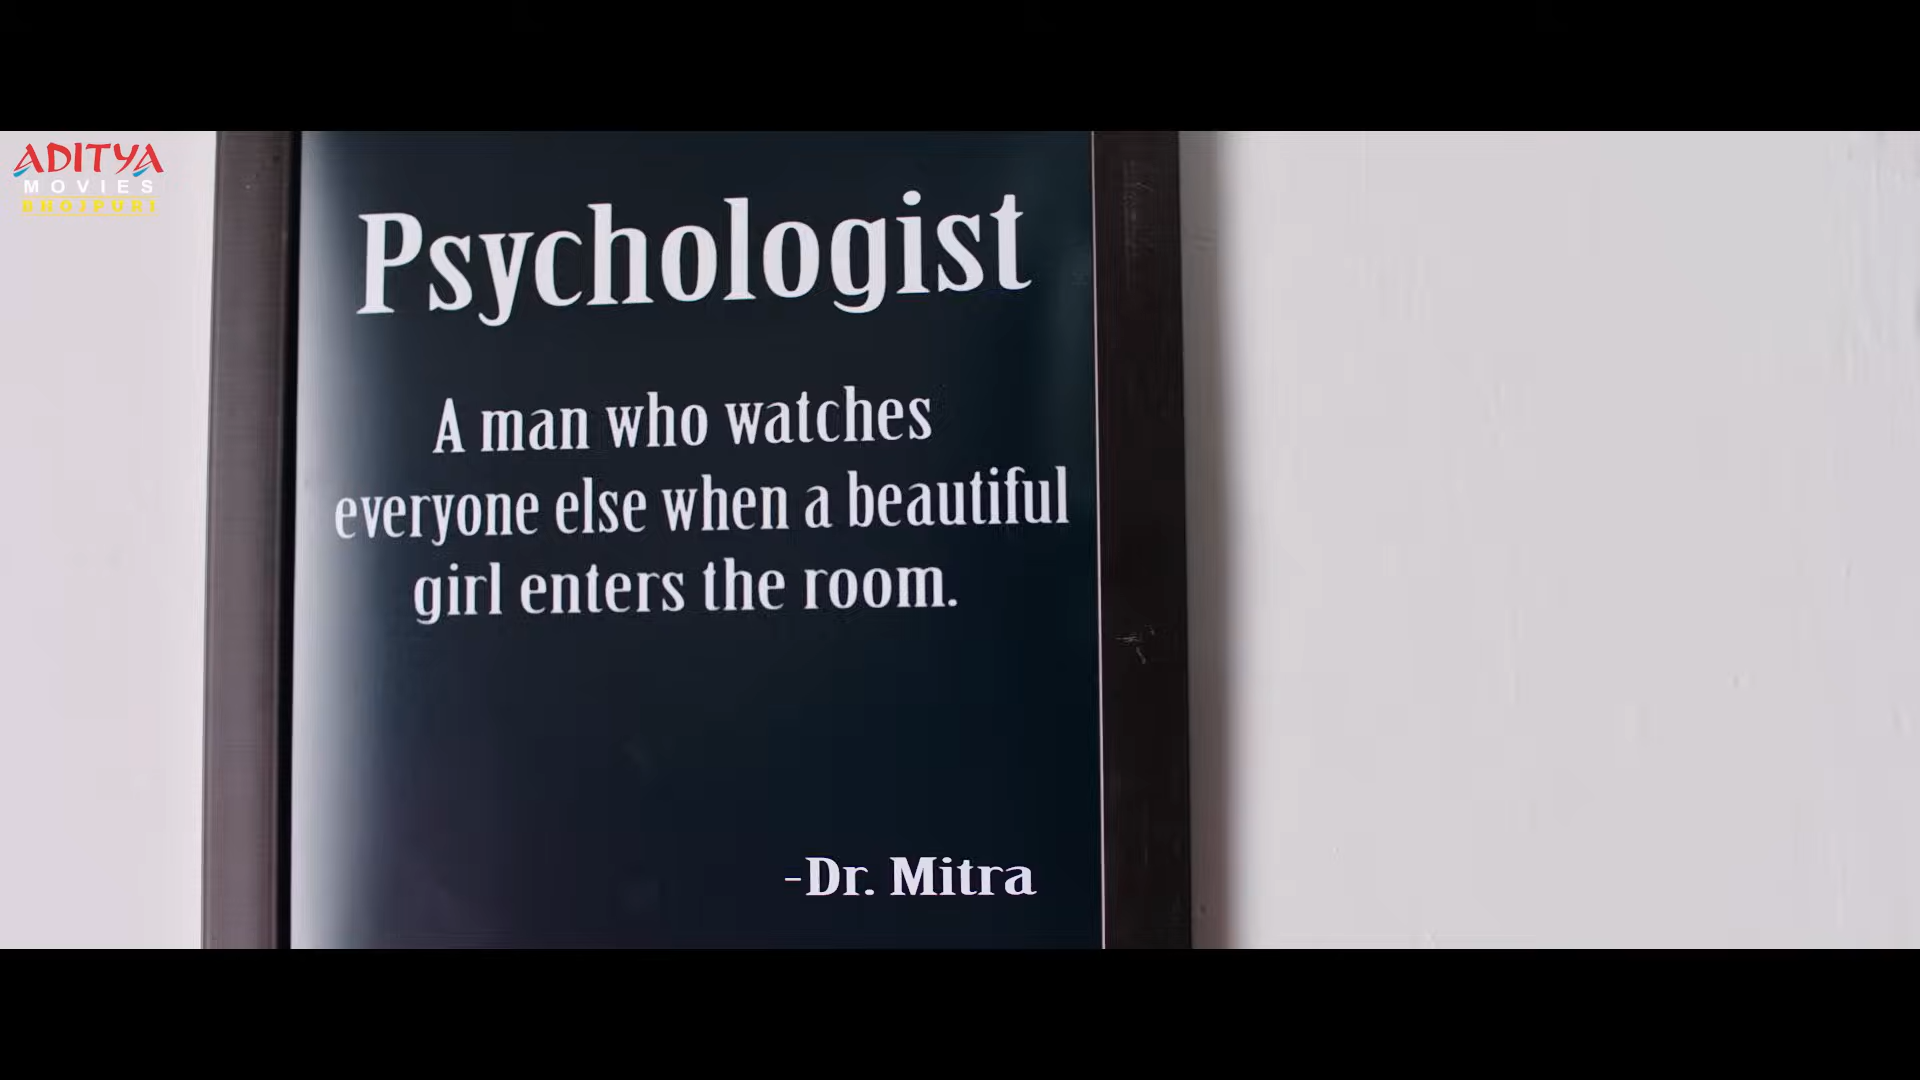 ADITYA
MOVIES
BHOJPURI
Psychologist
A man who watches
everyone else when a beautiful
girl enters the room.
-Dr. Mitra